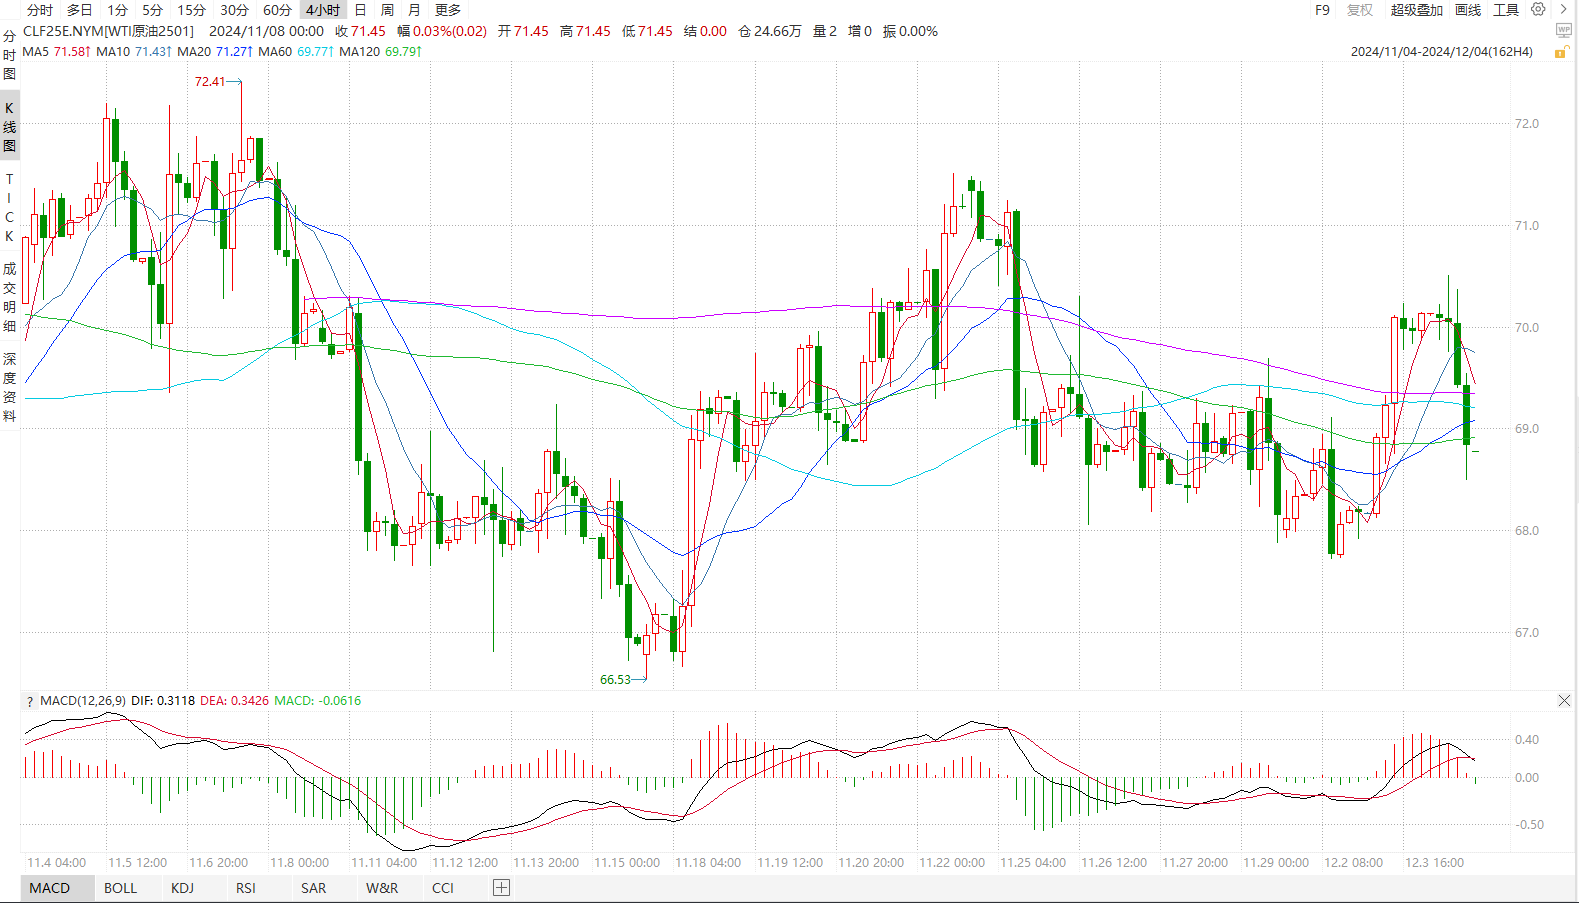 分时 多日 1分 5分 15分 30分 60分 4小时 日 周 月 更多 F9 复权 超级叠加 画线 工具
CLF25E.NYM[WTI原油2501] 2024/11/08 00:00 收 71.45 幅 0.03%(0.02) 开 71.45 高 71.45 低 71.45 结 0.00 仓 24.66万 量 2 增 0 振 0.00%
MA5 71.58↑ MA10 71.43↑ MA20 71.27↑ MA60 69.77↑ MA120 69.79↑ 2024/11/04-2024/12/04(162H4)
WP
分时图
K线图
TICK
成交明细
深度资料
72.41
72.0
71.0
70.0
69.0
68.0
67.0
66.53
? MACD(12,26,9) DIF: 0.3118 DEA: 0.3426 MACD: -0.0616
0.40
0.00
-0.50
11.4 04:00 11.5 12:00 11.6 20:00 11.8 00:00 11.11 04:00 11.12 12:00 11.13 20:00 11.15 00:00 11.18 04:00 11.19 12:00 11.20 20:00 11.22 00:00 11.25 04:00 11.26 12:00 11.27 20:00 11.29 00:00 12.2 08:00 12.3 16:00
MACD BOLL KDJ RSI SAR W&R CCI